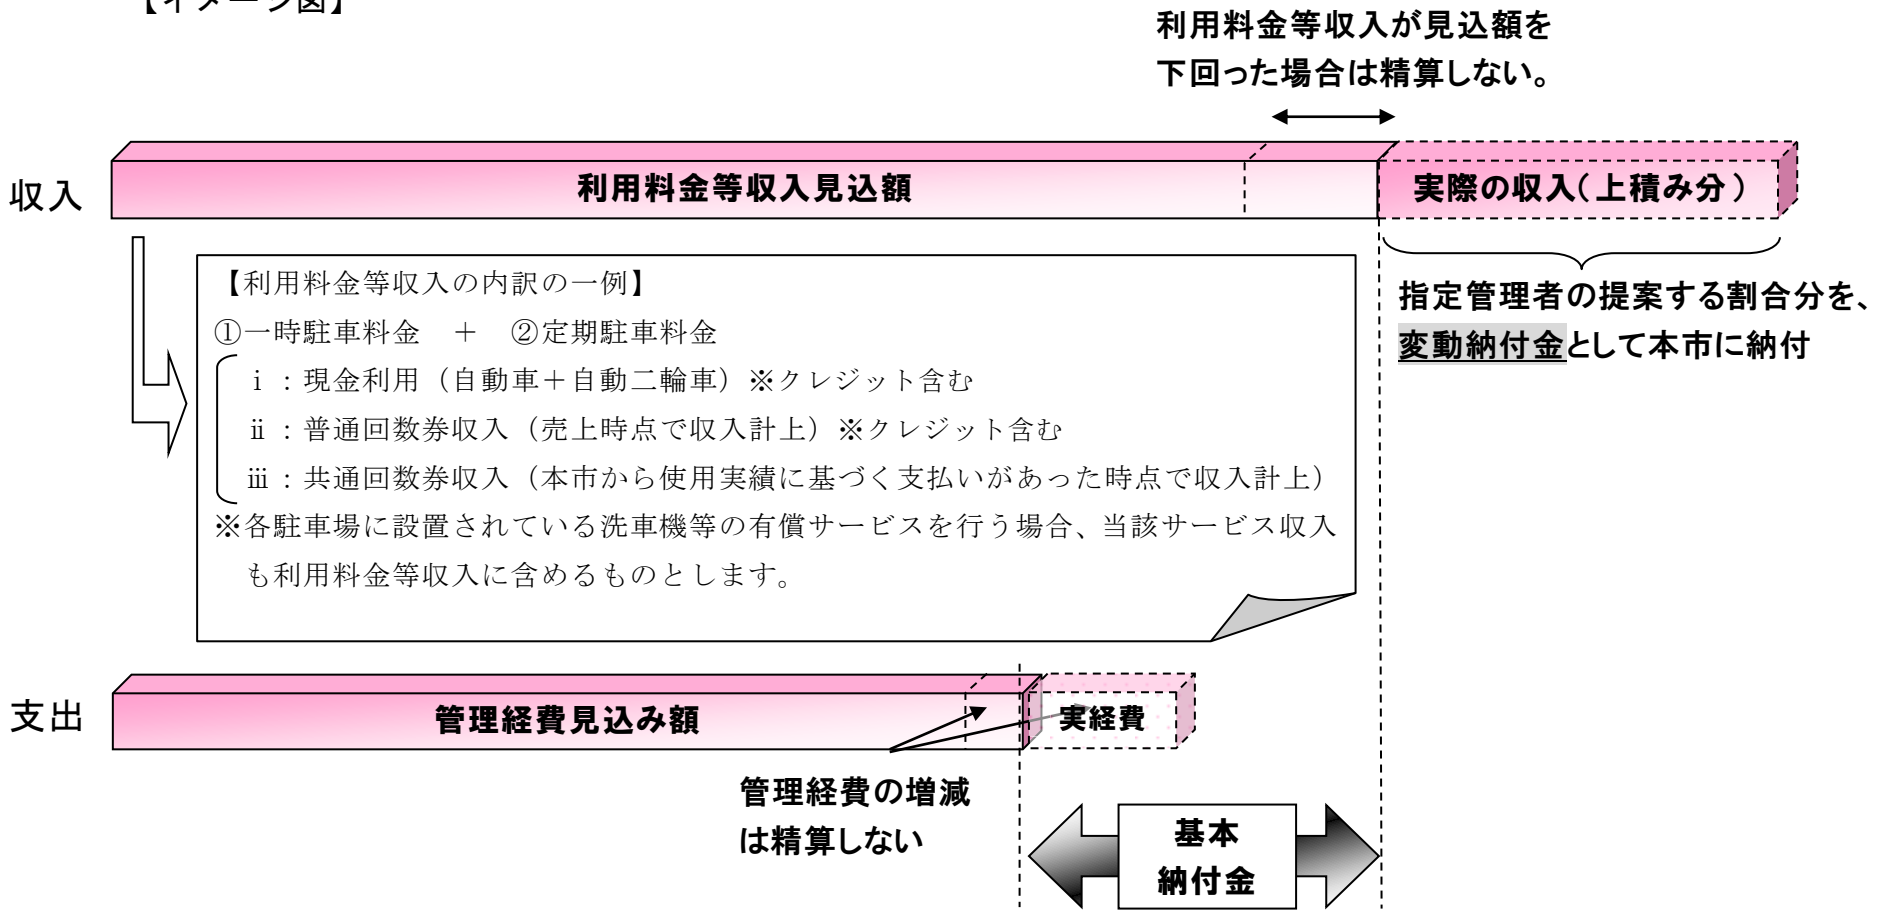 【イメージ図】
利用料金等収入が見込額を
下回った場合は精算しない。
収入
利用料金等収入見込額
実際の収入（上積み分）
【利用料金等収入の内訳の一例】
①一時駐車料金　＋　②定期駐車料金
ⅰ：現金利用（自動車＋自動二輪車）※クレジット含む
ⅱ：普通回数券収入（売上時点で収入計上）※クレジット含む
ⅲ：共通回数券収入（本市から使用実績に基づく支払いがあった時点で収入計上）
※各駐車場に設置されている洗車機等の有償サービスを行う場合、当該サービス収入
も利用料金等収入に含めるものとします。
指定管理者の提案する割合分を、
変動納付金として本市に納付
支出
管理経費見込み額
実経費
管理経費の増減
は精算しない
基本
納付金